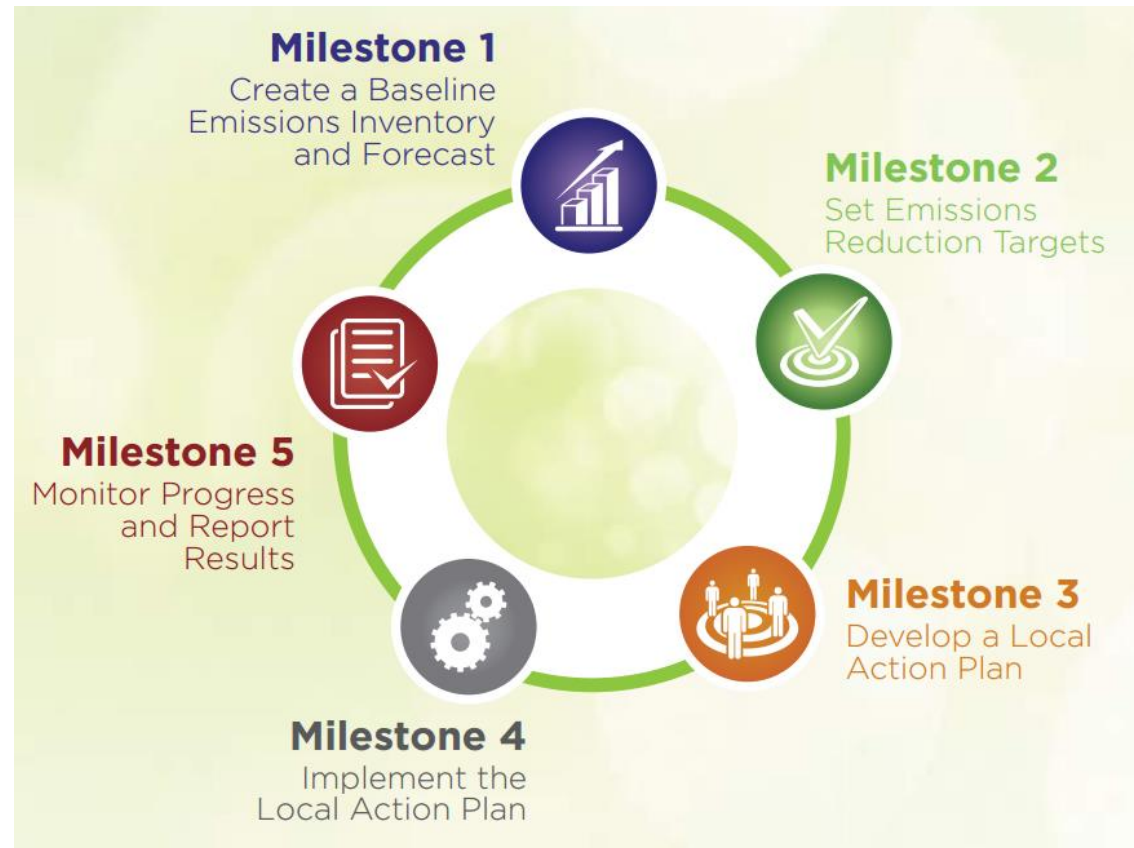 Milestone 1
Create a Baseline
Emissions Inventory
and Forecast
Milestone 2
Set Emissions
Reduction Targets
Milestone 3
Develop a Local
Action Plan
Milestone 4
Implement the
Local Action Plan
Milestone 5
Monitor Progress
and Report
Results